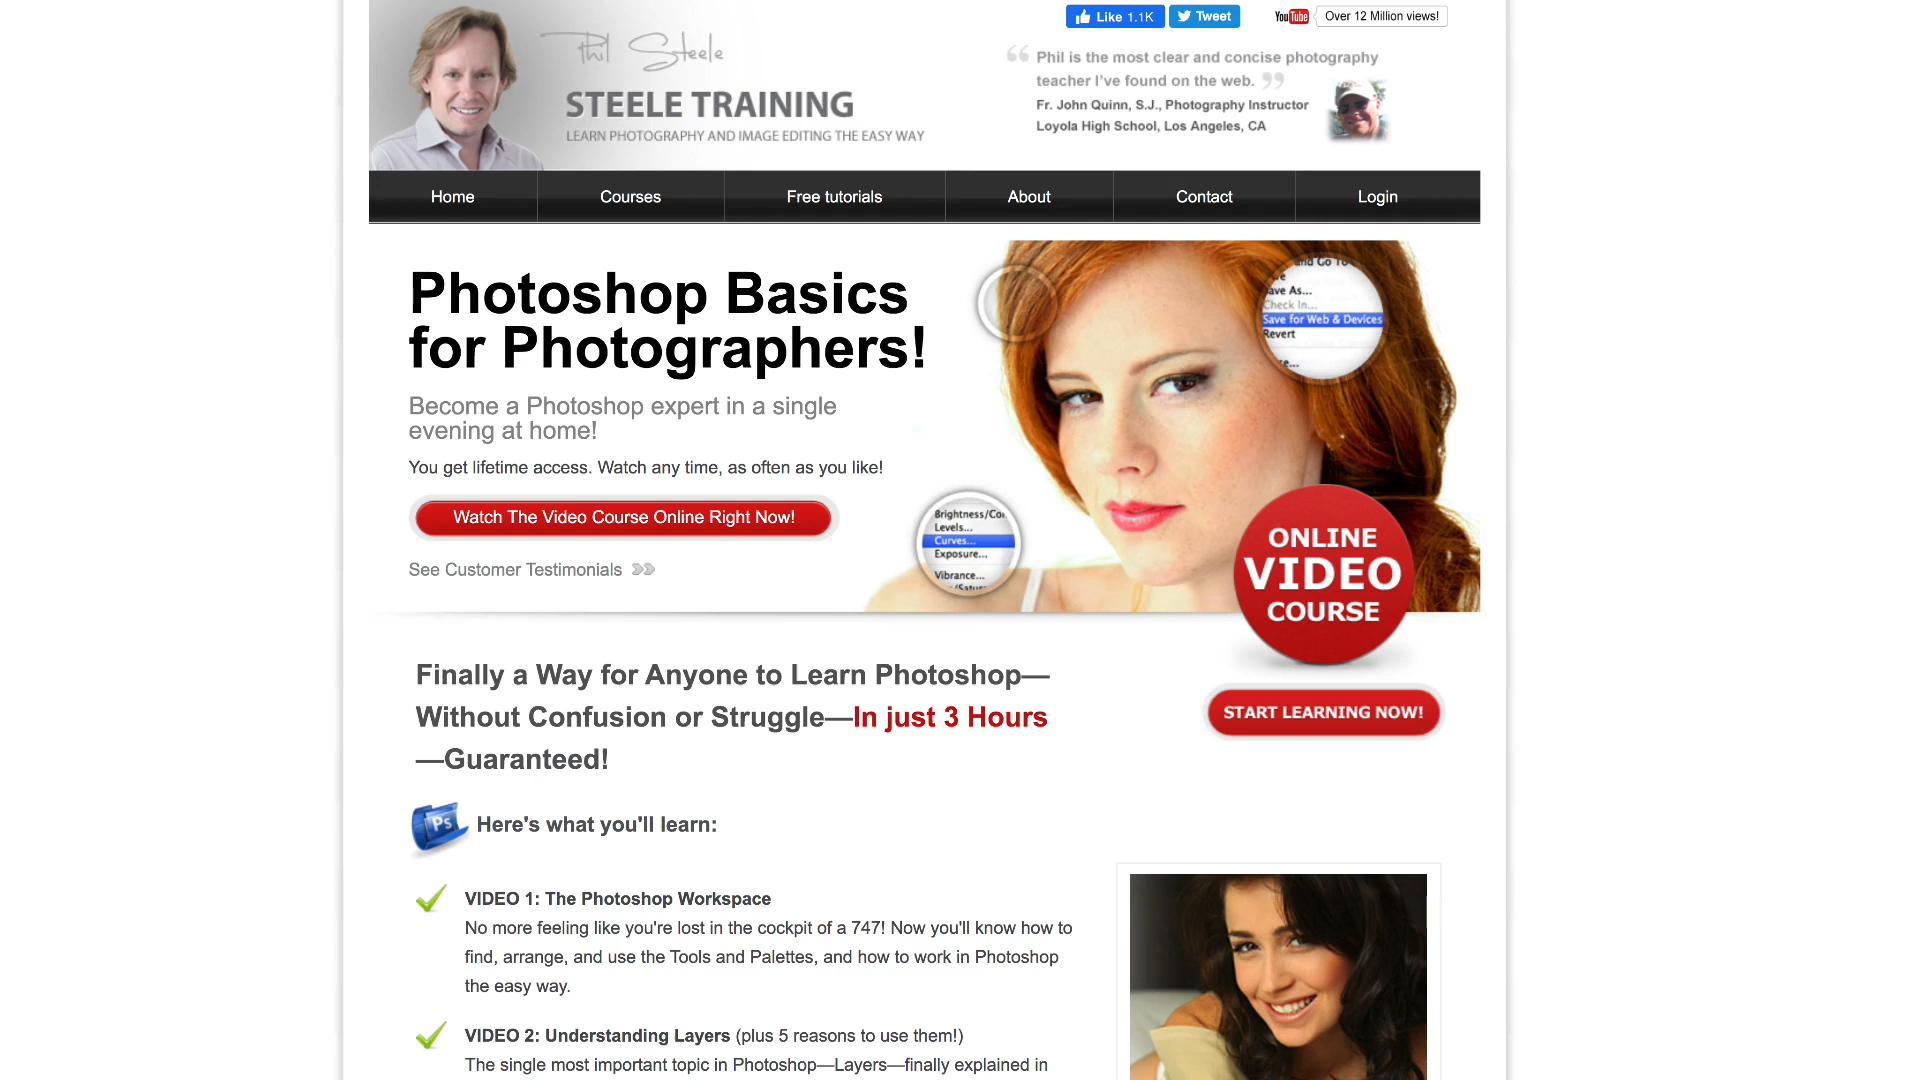 Like 1.1K
Tweet
YouTube
Over 12 Million views!
Phil Steele
STEELE TRAINING
LEARN PHOTOGRAPHY AND IMAGE EDITING THE EASY WAY
“ Phil is the most clear and concise photography
teacher I've found on the web. ”
Fr. John Quinn, S.J., Photography Instructor
Loyola High School, Los Angeles, CA
Home
Courses
Free tutorials
About
Contact
Login
Photoshop Basics
for Photographers!
Become a Photoshop expert in a single
evening at home!
You get lifetime access. Watch any time, as often as you like!
Watch The Video Course Online Right Now!
See Customer Testimonials
and Go To
Save As...
Check In...
Save for Web & Devices
Revert
Brightness/Co
Levels...
Curves...
Exposure...
Vibrance...
ONLINE
VIDEO
COURSE
START LEARNING NOW!
Finally a Way for Anyone to Learn Photoshop—
Without Confusion or Struggle—In just 3 Hours
—Guaranteed!
Ps
Here's what you'll learn:
VIDEO 1: The Photoshop Workspace
No more feeling like you're lost in the cockpit of a 747! Now you'll know how to
find, arrange, and use the Tools and Palettes, and how to work in Photoshop
the easy way.
VIDEO 2: Understanding Layers (plus 5 reasons to use them!)
The single most important topic in Photoshop—Layers—finally explained in